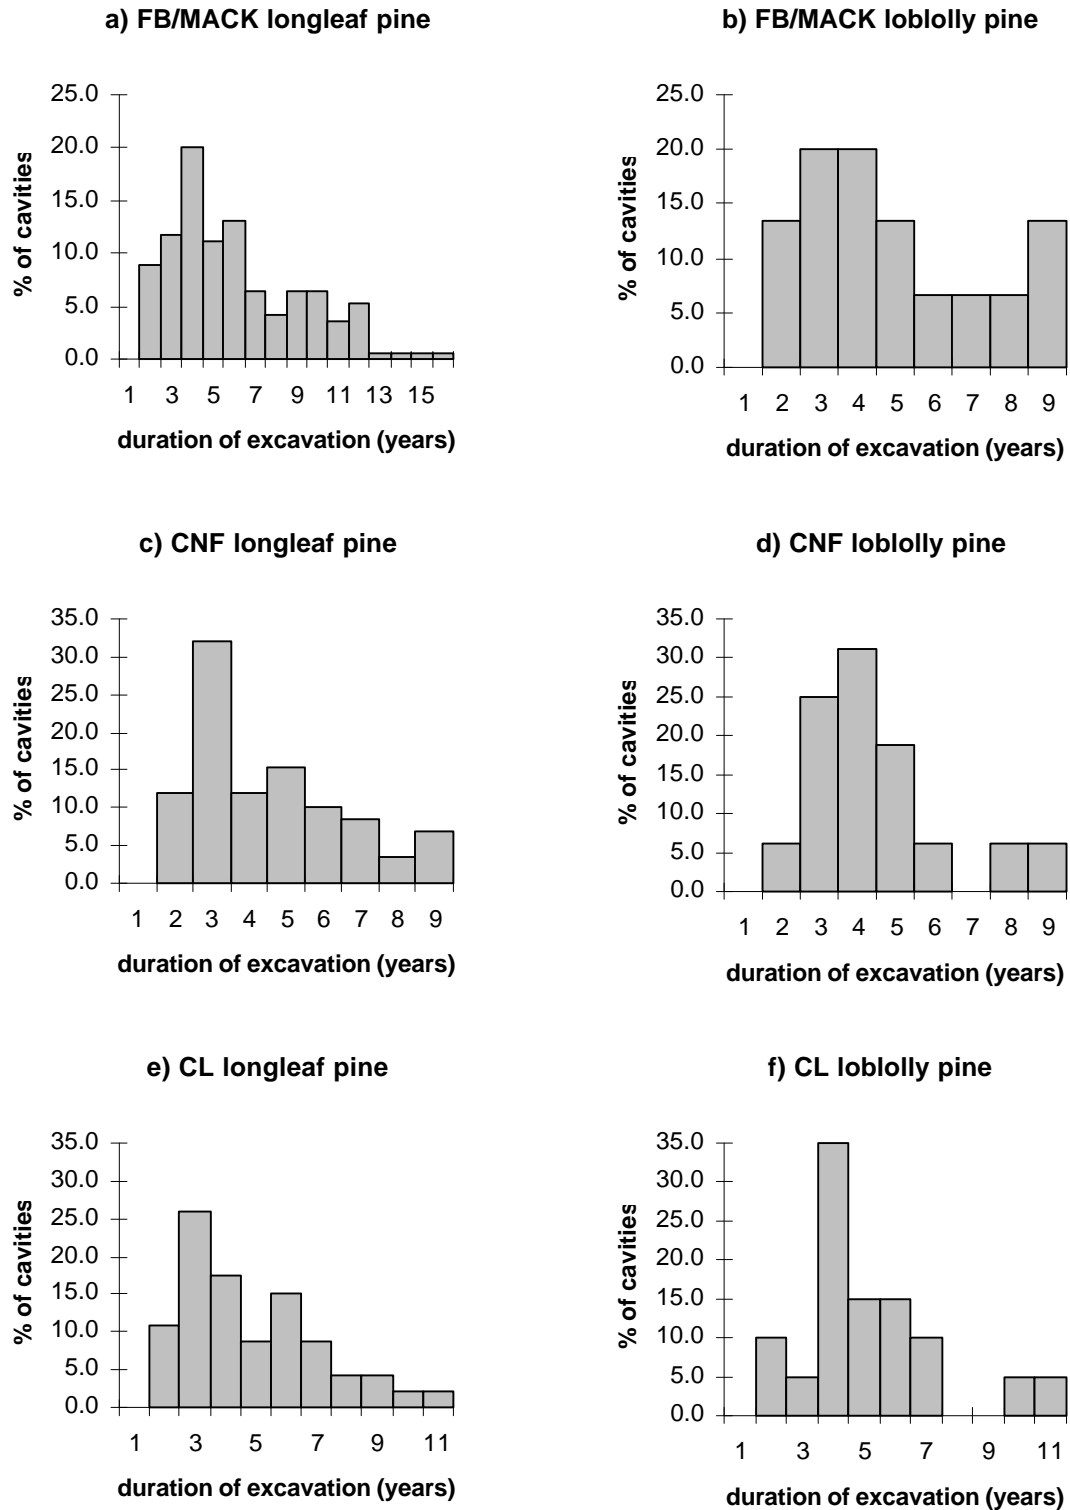 a) FB/MACK longleaf pine
25.0
20.0
15.0
10.0
5.0
0.0
% of cavities
1 3 5 7 9 11 13 15
duration of excavation (years)
b) FB/MACK loblolly pine
25.0
20.0
15.0
10.0
5.0
0.0
% of cavities
1 2 3 4 5 6 7 8 9
duration of excavation (years)
c) CNF longleaf pine
35.0
30.0
25.0
20.0
15.0
10.0
5.0
0.0
% of cavities
1 2 3 4 5 6 7 8 9
duration of excavation (years)
d) CNF loblolly pine
35.0
30.0
25.0
20.0
15.0
10.0
5.0
0.0
% of cavities
1 2 3 4 5 6 7 8 9
duration of excavation (years)
e) CL longleaf pine
35.0
30.0
25.0
20.0
15.0
10.0
5.0
0.0
% of cavities
1 3 5 7 9 11
duration of excavation (years)
f) CL loblolly pine
35.0
30.0
25.0
20.0
15.0
10.0
5.0
0.0
% of cavities
1 3 5 7 9 11
duration of excavation (years)